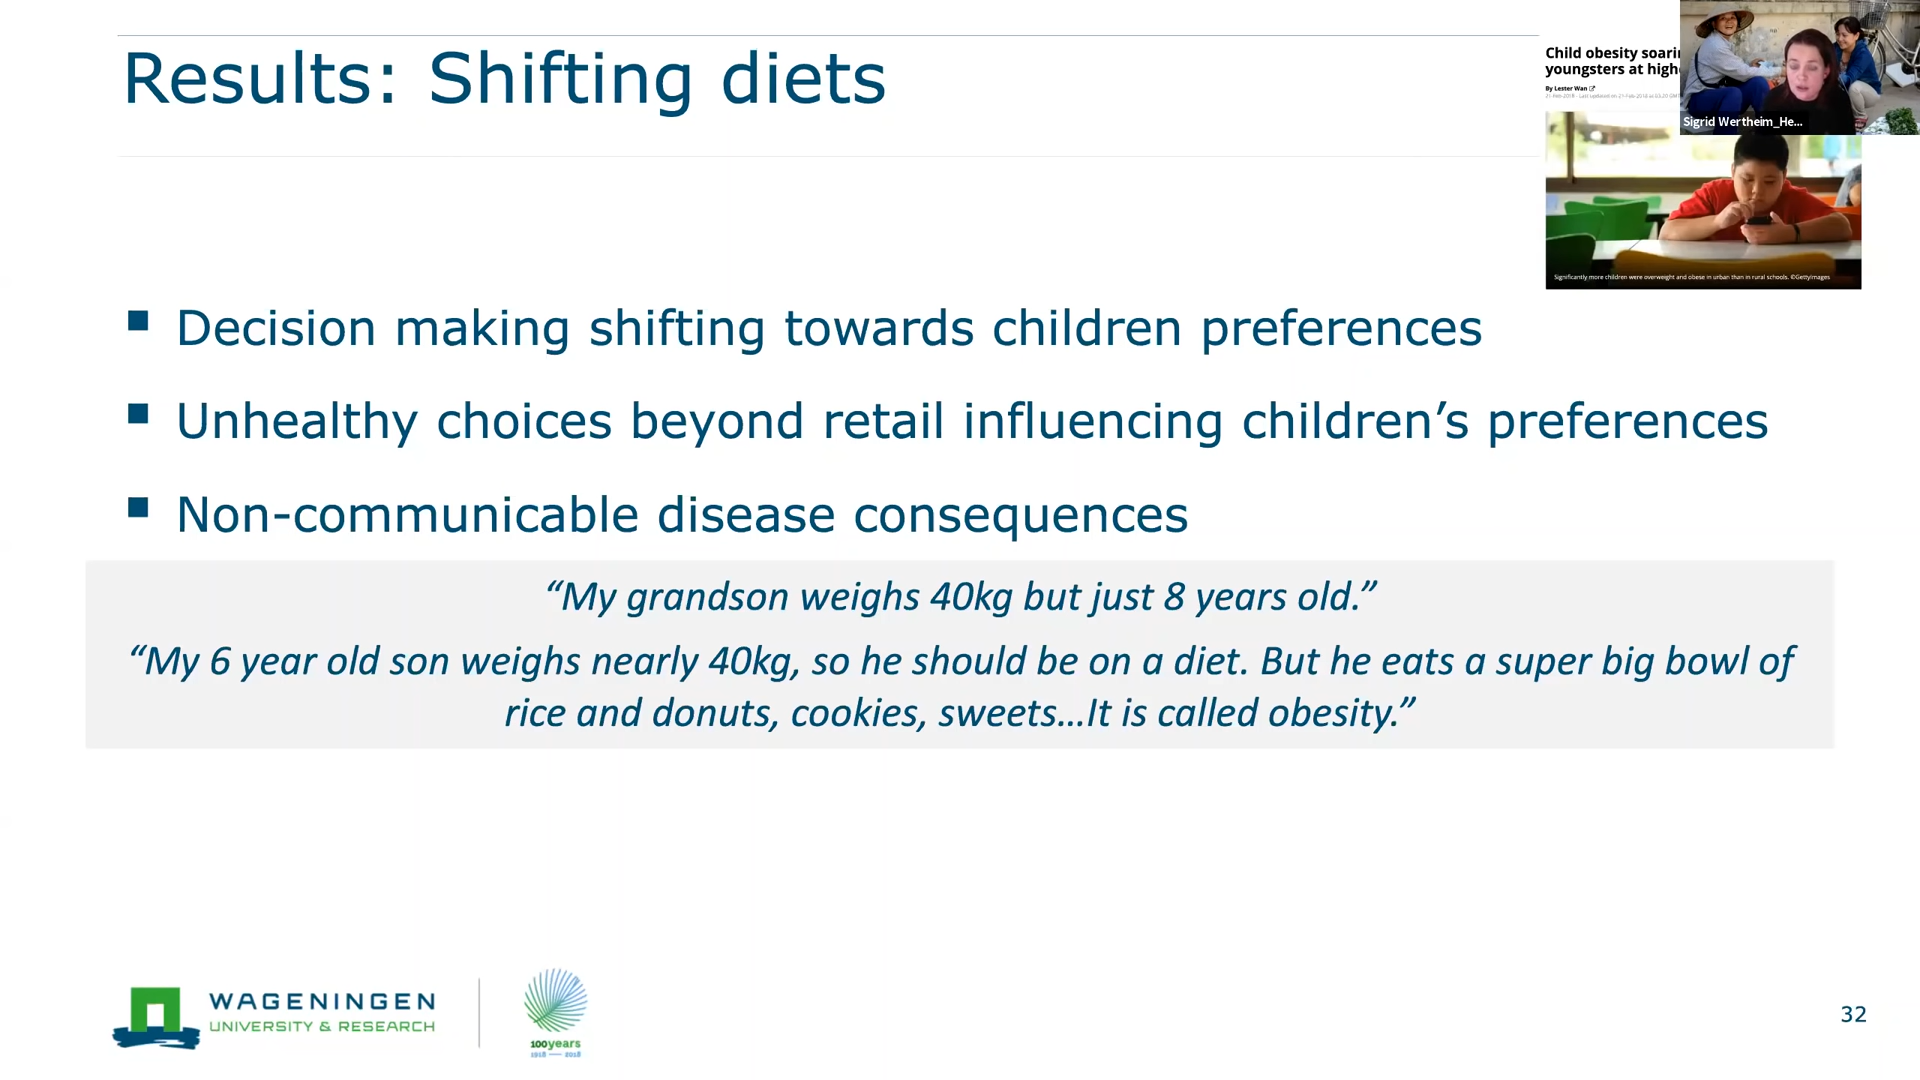 Results: Shifting diets
Child obesity soari
youngsters at high
By Lester Wan
Sigrid Wertheim_He...
Significantly more children were overweight and obese in urban than in rural schools. ©GettyImages
Decision making shifting towards children preferences
Unhealthy choices beyond retail influencing children’s preferences
Non-communicable disease consequences
“My grandson weighs 40kg but just 8 years old.”
“My 6 year old son weighs nearly 40kg, so he should be on a diet. But he eats a super big bowl of
rice and donuts, cookies, sweets...It is called obesity.”
WAGENINGEN
UNIVERSITY & RESEARCH
100years
1918 — 2018
32